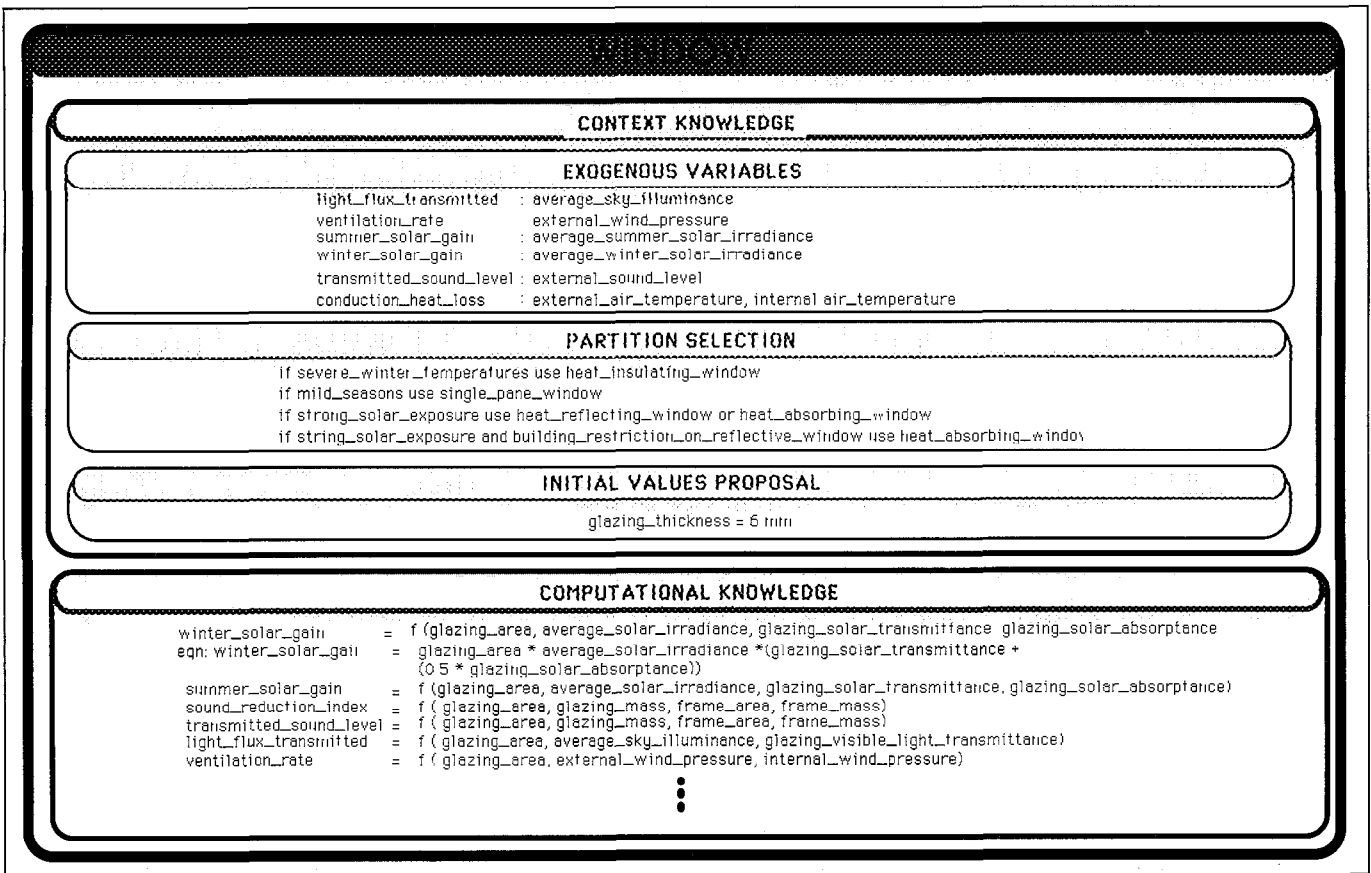 WINDOW
CONTEXT KNOWLEDGE
EXOGENOUS VARIABLES
light_flux_transmitted : average_sky_illuminance
ventilation_rate external_wind_pressure
summer_solar_gain : average_summer_solar_irradiance
winter_solar_gain : average_winter_solar_irradiance
transmitted_sound_level : external_sound_level
conduction_heat_loss : external_air_temperature, internal air_temperature
PARTITION SELECTION
if severe_winter_temperatures use heat_insulating_window
if mild_seasons use single_pane_window
if strong_solar_exposure use heat_reflecting_window or heat_absorbing_window
if string_solar_exposure and building_restriction_on_reflective_window use heat_absorbing_window
INITIAL VALUES PROPOSAL
glazing_thickness = 6 mm
COMPUTATIONAL KNOWLEDGE
winter_solar_gain = f (glazing_area, average_solar_irradiance, glazing_solar_transmittance glazing_solar_absorptance
eqn: winter_solar_gain = glazing_area * average_solar_irradiance *(glazing_solar_transmittance +
(0.5 * glazing_solar_absorptance))
summer_solar_gain = f (glazing_area, average_solar_irradiance, glazing_solar_transmittance, glazing_solar_absorptance)
sound_reduction_index = f ( glazing_area, glazing_mass, frame_area, frame_mass)
transmitted_sound_level = f ( glazing_area, glazing_mass, frame_area, frame_mass)
light_flux_transmitted = f ( glazing_area, average_sky_illuminance, glazing_visible_light_transmittance)
ventilation_rate = f ( glazing_area, external_wind_pressure, internal_wind_pressure)